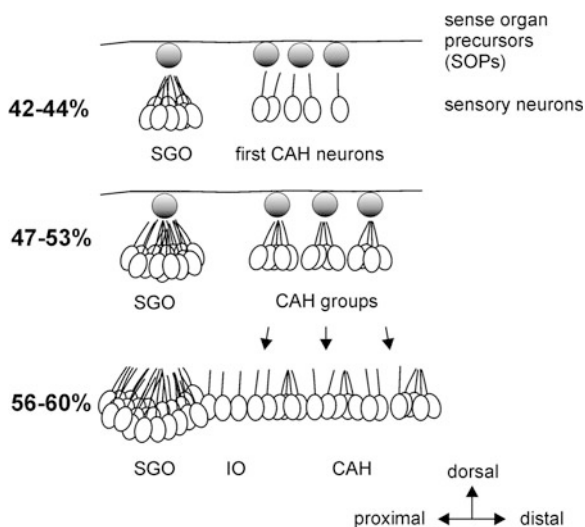 sense organ
precursors
(SOPs)
42-44%
sensory neurons
SGO first CAH neurons
47-53%
SGO CAH groups
56-60%
SGO IO CAH
dorsal
proximal distal